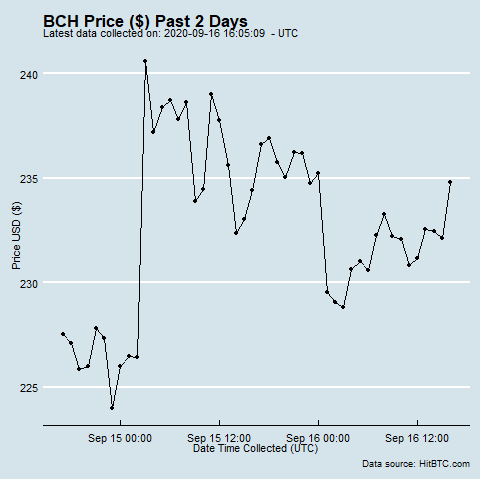 BCH Price ($) Past 2 Days
Latest data collected on: 2020-09-16 16:05:09 - UTC
240
235
230
225
Price USD ($)
Sep 15 00:00 Sep 15 12:00 Sep 16 00:00 Sep 16 12:00
Date Time Collected (UTC)
Data source: HitBTC.com